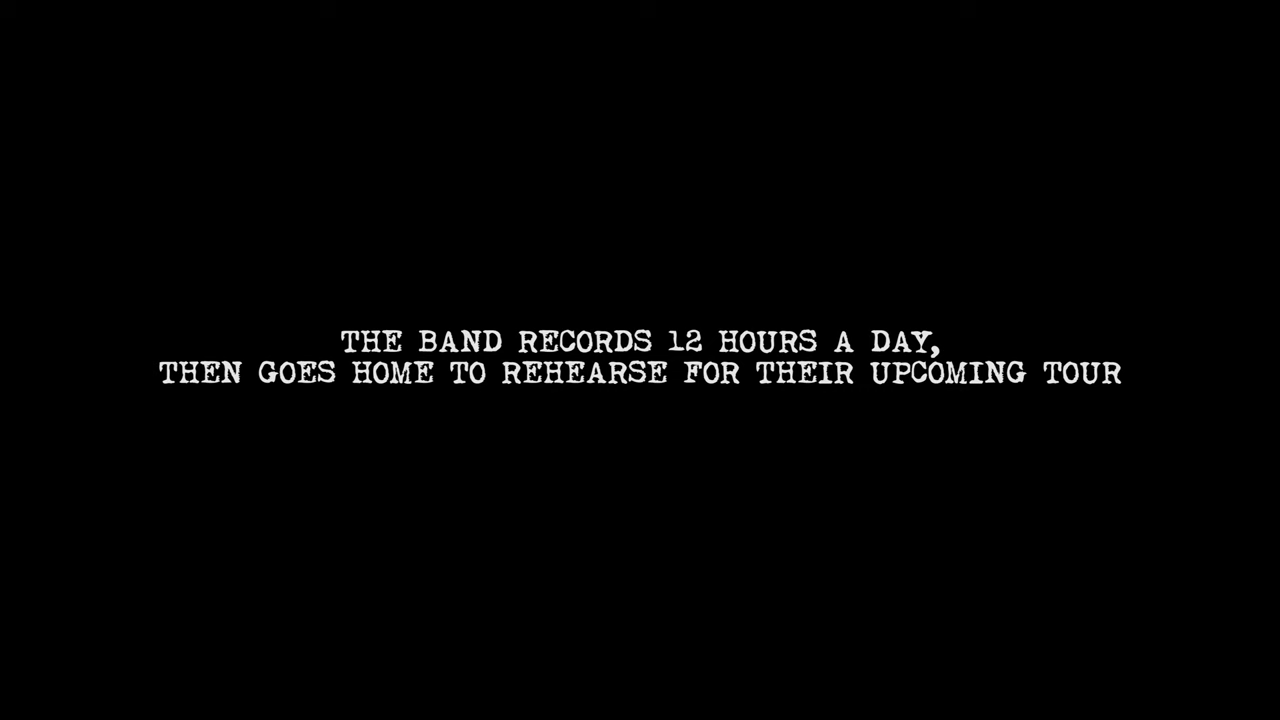 THE BAND RECORDS 12 HOURS A DAY,
THEN GOES HOME TO REHEARSE FOR THEIR UPCOMING TOUR